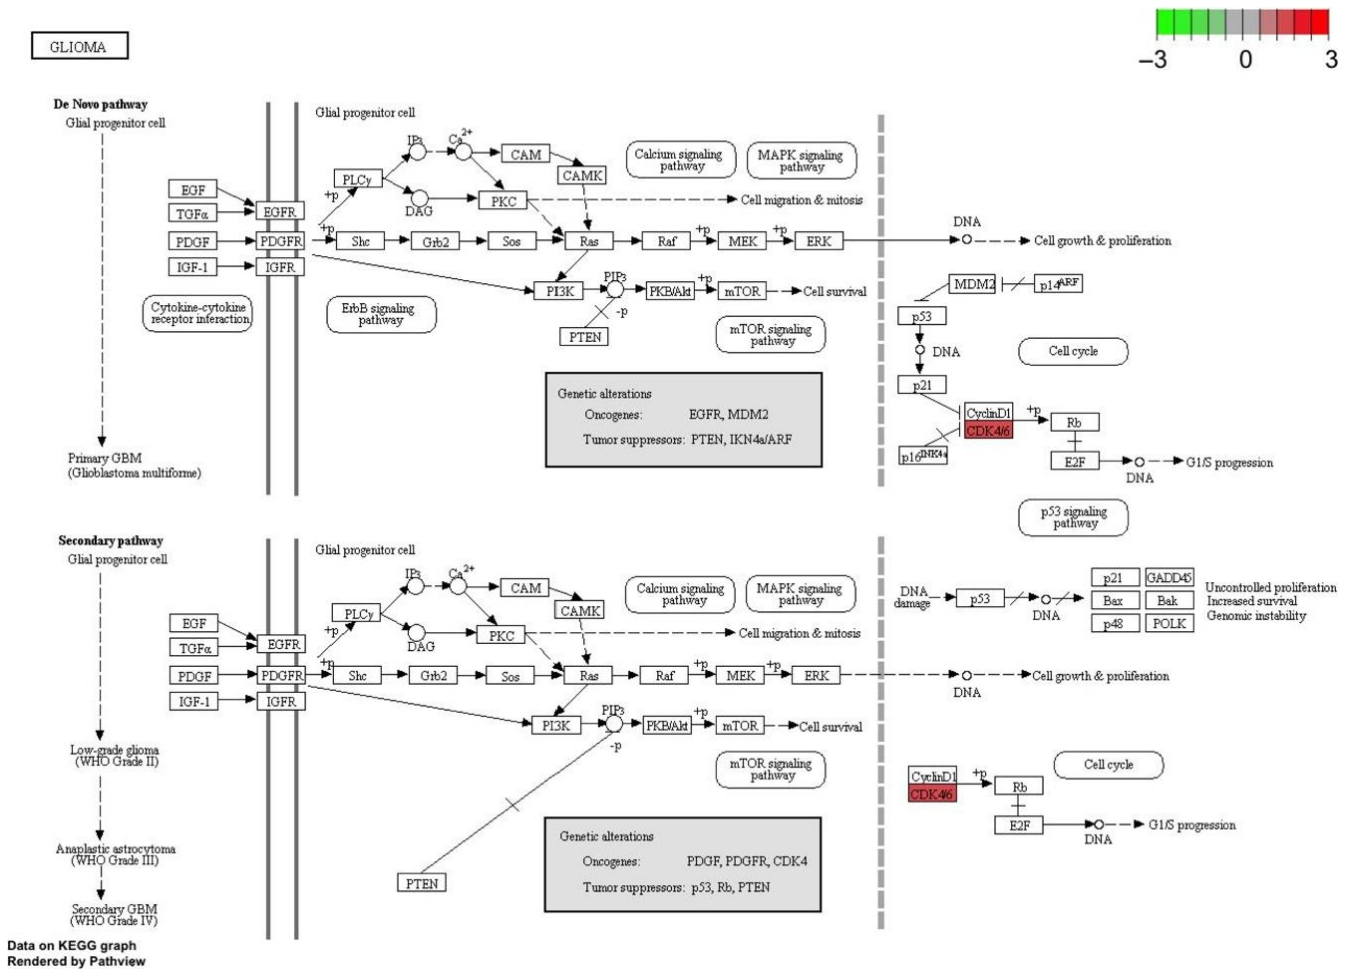 GLIOMA
−3 0 3
De Novo pathway
Glial progenitor cell
Primary GBM
(Glioblastoma multiforme)
Glial progenitor cell
EGF
TGFα
PDGF
IGF-1
EGFR
PDGFR
IGFR
Cytokine-cytokine
receptor interaction
ErbB signaling
pathway
+p
PLCγ
IP3
Ca2+
DAG
CAM
CAMK
PKC
Calcium signaling
pathway
MAPK signaling
pathway
Cell migration & mitosis
+p
Shc
Grb2
Sos
Ras
Raf
+p
MEK
+p
ERK
DNA
Cell growth & proliferation
PI3K
PIP3
-p
PTEN
PKB/Akt
+p
mTOR
Cell survival
mTOR signaling
pathway
Genetic alterations
Oncogenes: EGFR, MDM2
Tumor suppressors: PTEN, IKN4a/ARF
MDM2
p14ARF
p53
DNA
p21
Cell cycle
CyclinD1
CDK4/6
p16INK4a
+p
Rb
E2F
DNA
G1/S progression
p53 signaling
pathway
Secondary pathway
Glial progenitor cell
Low-grade glioma
(WHO Grade II)
Anaplastic astrocytoma
(WHO Grade III)
Secondary GBM
(WHO Grade IV)
Glial progenitor cell
EGF
TGFα
PDGF
IGF-1
EGFR
PDGFR
IGFR
+p
PLCγ
IP3
Ca2+
DAG
CAM
CAMK
PKC
Calcium signaling
pathway
MAPK signaling
pathway
Cell migration & mitosis
+p
Shc
Grb2
Sos
Ras
Raf
+p
MEK
+p
ERK
DNA
Cell growth & proliferation
PI3K
PIP3
-p
PKB/Akt
+p
mTOR
Cell survival
mTOR signaling
pathway
PTEN
Genetic alterations
Oncogenes: PDGF, PDGFR, CDK4
Tumor suppressors: p53, Rb, PTEN
DNA
damage
p53
DNA
p21
GADD45
Bax
Bak
p48
POLK
Uncontrolled proliferation
Increased survival
Genomic instability
Cell cycle
CyclinD1
CDK4/6
+p
Rb
E2F
DNA
G1/S progression
Data on KEGG graph
Rendered by Pathview